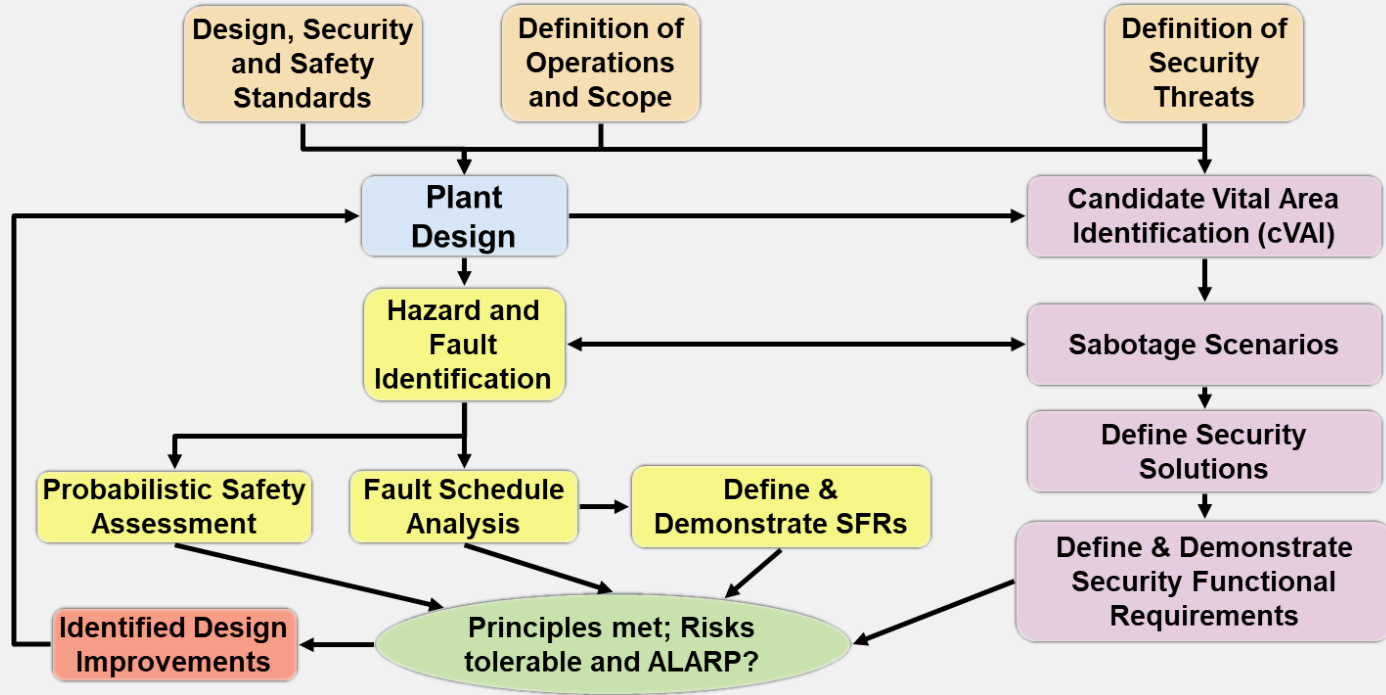 Design, Security
and Safety
Standards
Definition of
Operations
and Scope
Definition of
Security
Threats
Plant
Design
Candidate Vital Area
Identification (cVAI)
Hazard and
Fault
Identification
Sabotage Scenarios
Define Security
Solutions
Probabilistic Safety
Assessment
Fault Schedule
Analysis
Define &
Demonstrate SFRs
Define & Demonstrate
Security Functional
Requirements
Identified Design
Improvements
Principles met; Risks
tolerable and ALARP?